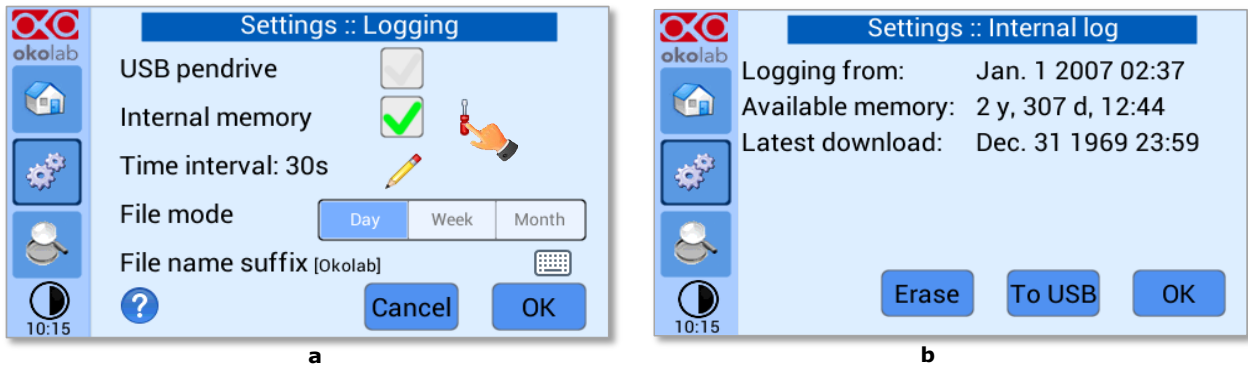 Settings :: Logging
okolab
USB pendrive
Internal memory
Time interval: 30s
File mode
Day Week Month
File name suffix [Okolab]
? Cancel OK
10:15
a
Settings :: Internal log
okolab
Logging from: Jan. 1 2007 02:37
Available memory: 2 y, 307 d, 12:44
Latest download: Dec. 31 1969 23:59
Erase To USB OK
10:15
b